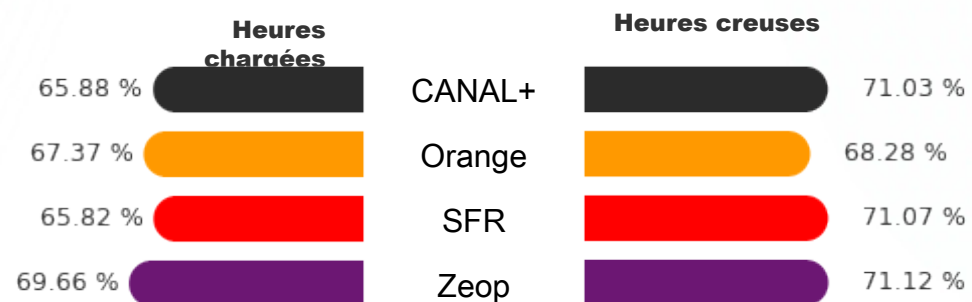 Heures
chargées
Heures creuses
65.88 % CANAL+ 71.03 %
67.37 % Orange 68.28 %
65.82 % SFR 71.07 %
69.66 % Zeop 71.12 %